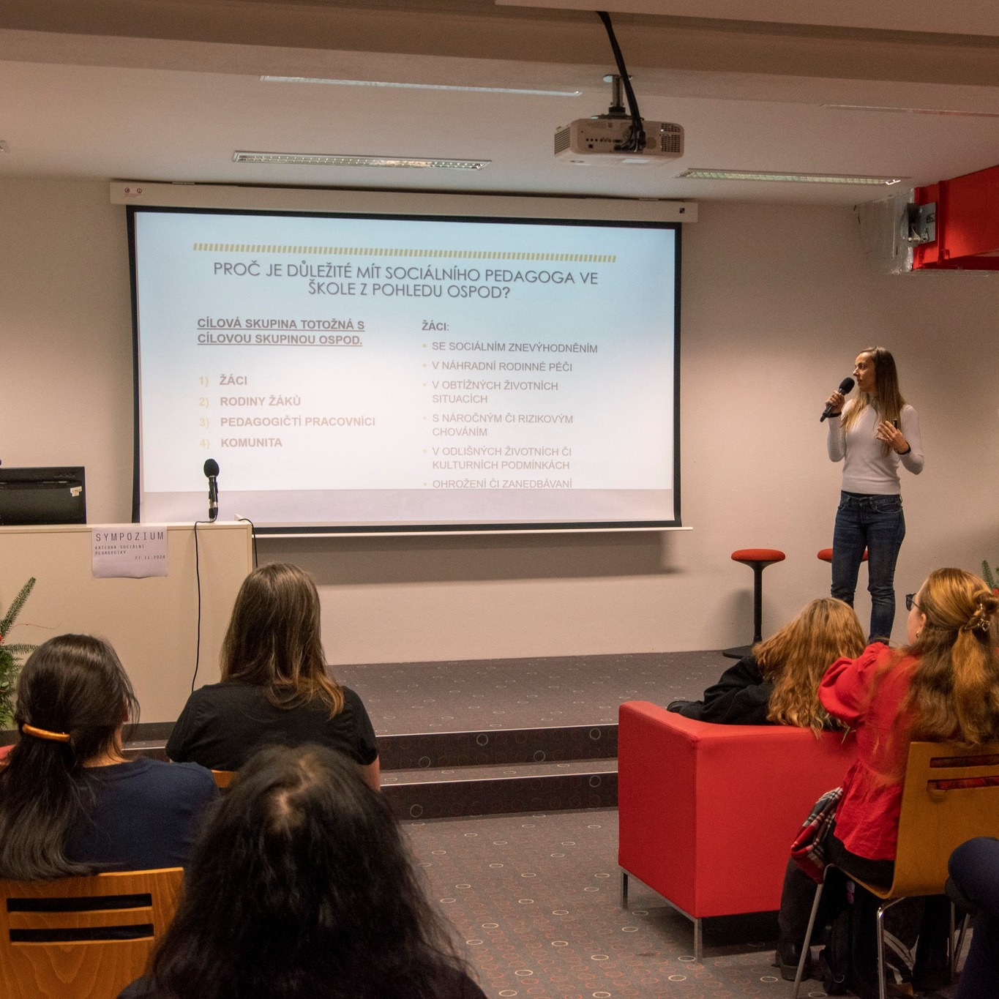 PROČ JE DŮLEŽITÉ MÍT SOCIÁLNÍHO PEDAGOGA VE
ŠKOLE Z POHLEDU OSPOD?
CÍLOVÁ SKUPINA TOTOŽNÁ S
CÍLOVOU SKUPINOU OSPOD.
1) ŽÁCI
2) RODINY ŽÁKŮ
3) PEDAGOGIČTÍ PRACOVNÍCI
4) KOMUNITA
ŽÁCI:
• SE SOCIÁLNÍM ZNEVÝHODNĚNÍM
• V NÁHRADNÍ RODINNÉ PÉČI
• V OBTÍŽNÝCH ŽIVOTNÍCH
SITUACÍCH
• S NÁROČNÝM ČI RIZIKOVÝM
CHOVÁNÍM
• V ODLIŠNÝCH ŽIVOTNÍCH ČI
KULTURNÍCH PODMÍNKÁCH
• OHROŽENÍ ČI ZANEDBÁVANÍ
SYMPOZIUM
KATEDRA SOCIÁLNÍ
PEDAGOGIKY
27.11.2024